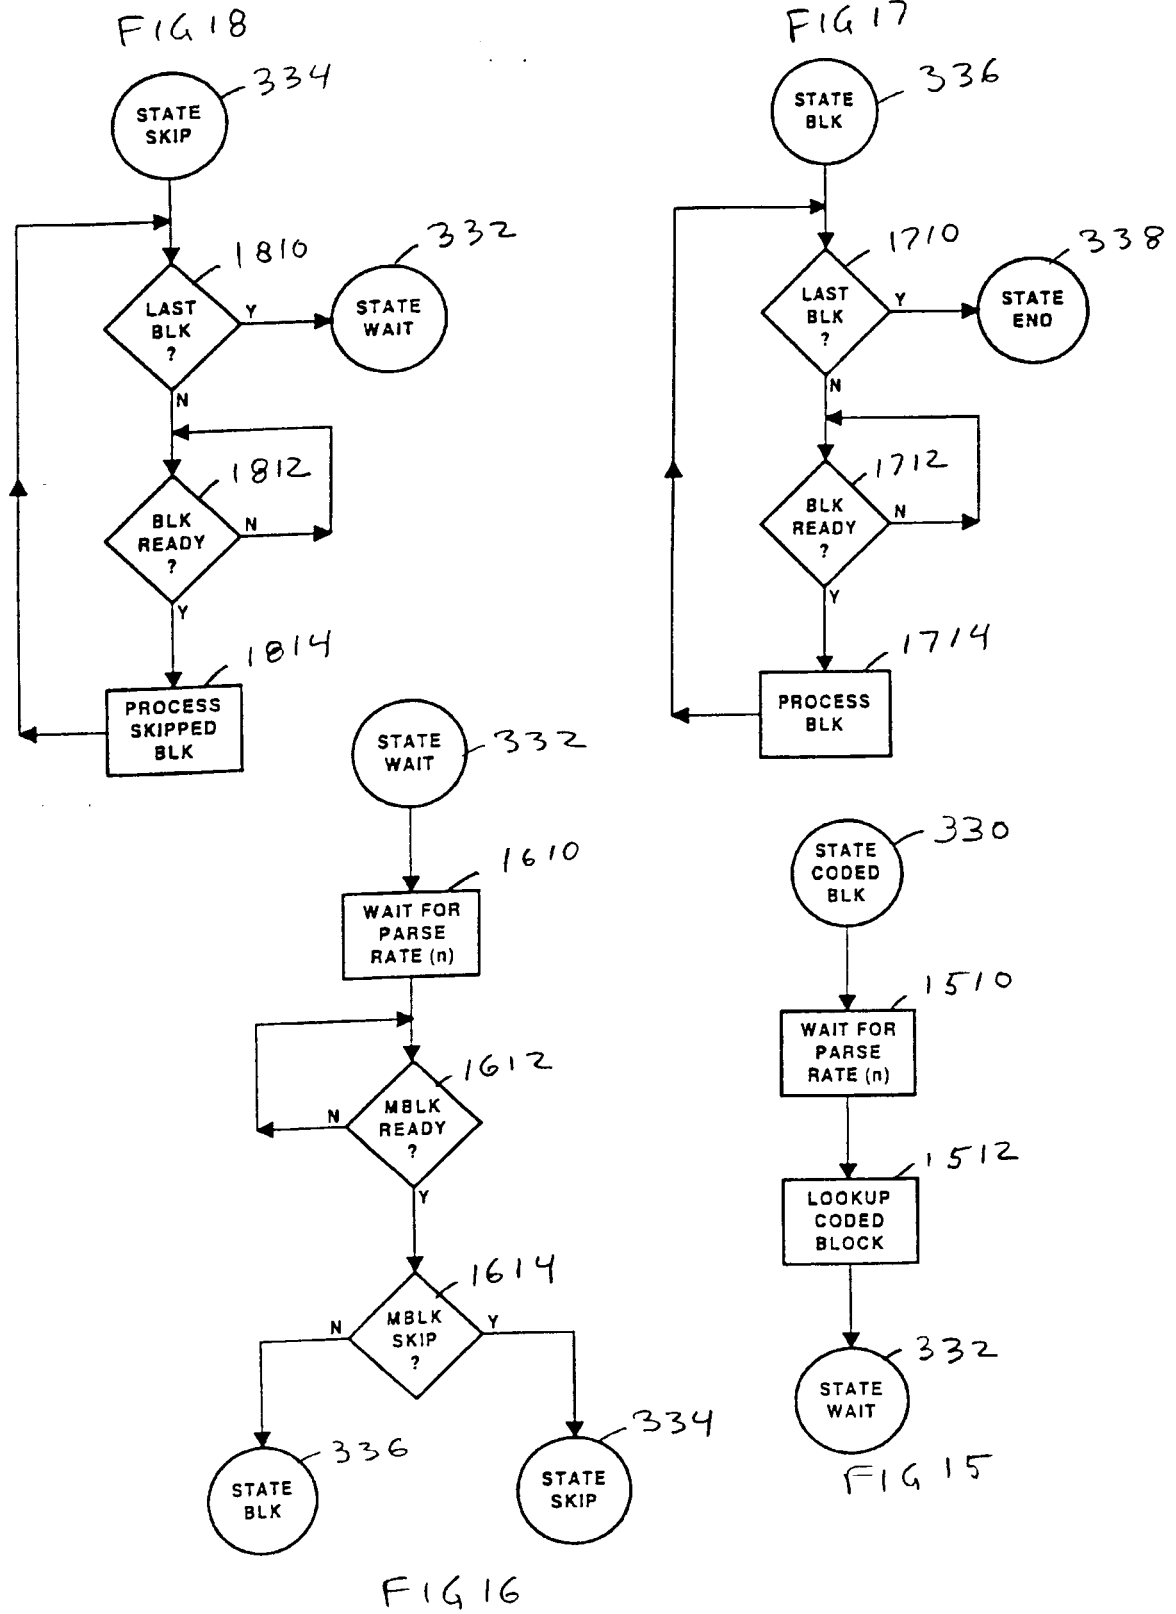 FIG 18
334
STATE
SKIP
1810
332
LAST
BLK
?
Y
STATE
WAIT
N
1812
BLK
READY
?
N
Y
1814
PROCESS
SKIPPED
BLK
FIG 17
336
STATE
BLK
1710
338
LAST
BLK
?
Y
STATE
END
N
1712
BLK
READY
?
N
Y
1714
PROCESS
BLK
STATE
WAIT
332
1610
WAIT FOR
PARSE
RATE (n)
1612
MBLK
READY
?
N
Y
1614
MBLK
SKIP
?
N
Y
336
STATE
BLK
334
STATE
SKIP
FIG 16
330
STATE
CODED
BLK
1510
WAIT FOR
PARSE
RATE (n)
1512
LOOKUP
CODED
BLOCK
332
STATE
WAIT
FIG 15